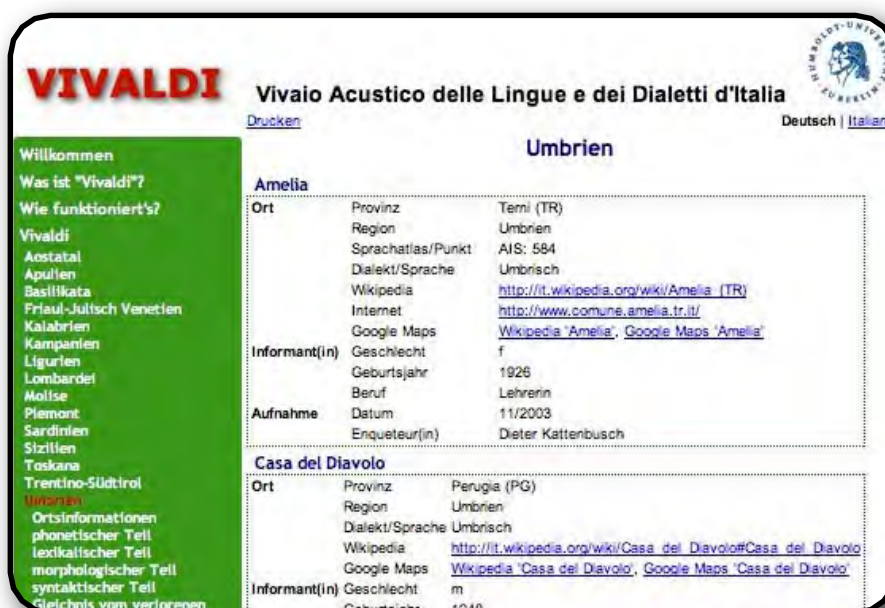 HUMBOLDT-UNIVE
ZU BERLIN
VIVALDI
Vivaio Acustico delle Lingue e dei Dialetti d'Italia
Drucken
Deutsch | Italian
Willkommen
Was ist "Vivaldi"?
Wie funktioniert's?
Vivaldi
Aostatal
Apulien
Basilikata
Friaul-Julisch Venetien
Kalabrien
Kampanien
Ligurien
Lombardei
Molise
Piemont
Sardinien
Sizilien
Toskana
Trentino-Südtirol
Umbrien
Ortsinformationen
phonetischer Teil
lexikalischer Teil
morphologischer Teil
syntaktischer Teil
Gleichnis vom verlorenen
Umbrien
Amelia
Ort Provinz Terni (TR)
Region Umbrien
Sprachatlas/Punkt AIS: 584
Dialekt/Sprache Umbrisch
Wikipedia http://it.wikipedia.org/wiki/Amelia_(TR)
Internet http://www.comune.amelia.tr.it/
Google Maps Wikipedia 'Amelia', Google Maps 'Amelia'
Informant(in) Geschlecht f
Geburtsjahr 1926
Beruf Lehrerin
Aufnahme Datum 11/2003
Enqueteur(in) Dieter Kattenbusch
Casa del Diavolo
Ort Provinz Perugia (PG)
Region Umbrien
Dialekt/Sprache Umbrisch
Wikipedia http://it.wikipedia.org/wiki/Casa_del_Diavolo#Casa_del_Diavolo
Google Maps Wikipedia 'Casa del Diavolo', Google Maps 'Casa del Diavolo'
Informant(in) Geschlecht m
Geburtsjahr 1948